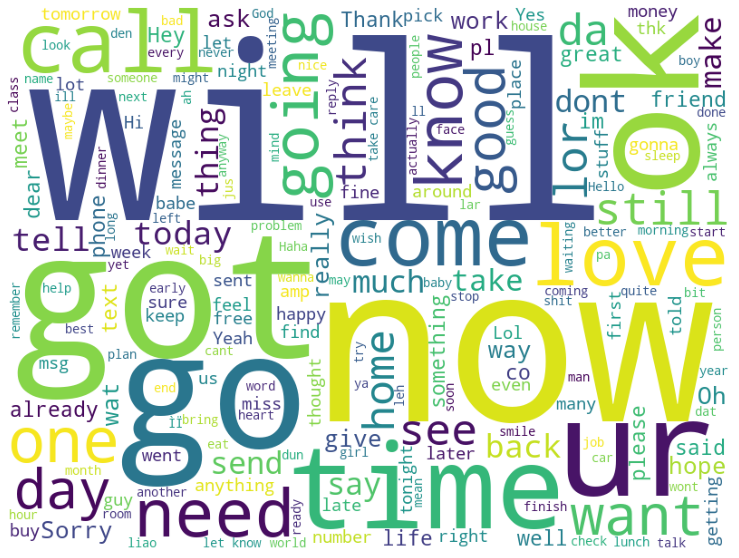 tomorrow
bad
God
look
den
every
never
call
Hey
ask
let
night
meeting
nice
Thank
pick
work
Yes
house
pl
great
place
money
da
thk
boy
make
ok
name
lot
someone
might
going
think
people
know
good
dont
friend
done
class
ill
next
ah
reply
ll
face
im
stuff
gonna
sleep
always
meet
Hi
maybe
message
thing
leave
mind
take care
actually
guess
lor
Hello
dear
babe
jus
anyway
fine
around
use
lar
still
will
phone
long
dinner
left
tell
week
today
yet
problem
really
come
wish
better
morning
start
waiting
pa
love
got
wait
big
Haha
wanna
may
baby
much
take
coming
quite
bit
remember
help
text
early
sent
feel
amp
happy
stop
shit
first
told
person
best
keep
sure
free
find
now
msg
Yeah
cant
go
us
thought
try
ya
home
leh
something
soon
Lol
way
co
even
man
year
plan
already
wat
end
word
heart
miss
many
Oh
dat
one
went
ll
bring
eat
dun
girl
give
see
later
smile
back
job
car
please
said
hope
ur
wont
month
send
say
tonight
mean
day
guy
another
anything
need
ready
time
late
finish
want
getting
hour
buy
Sorry
room
liao
let know
world
number
life
right
well
check
lunch
talk